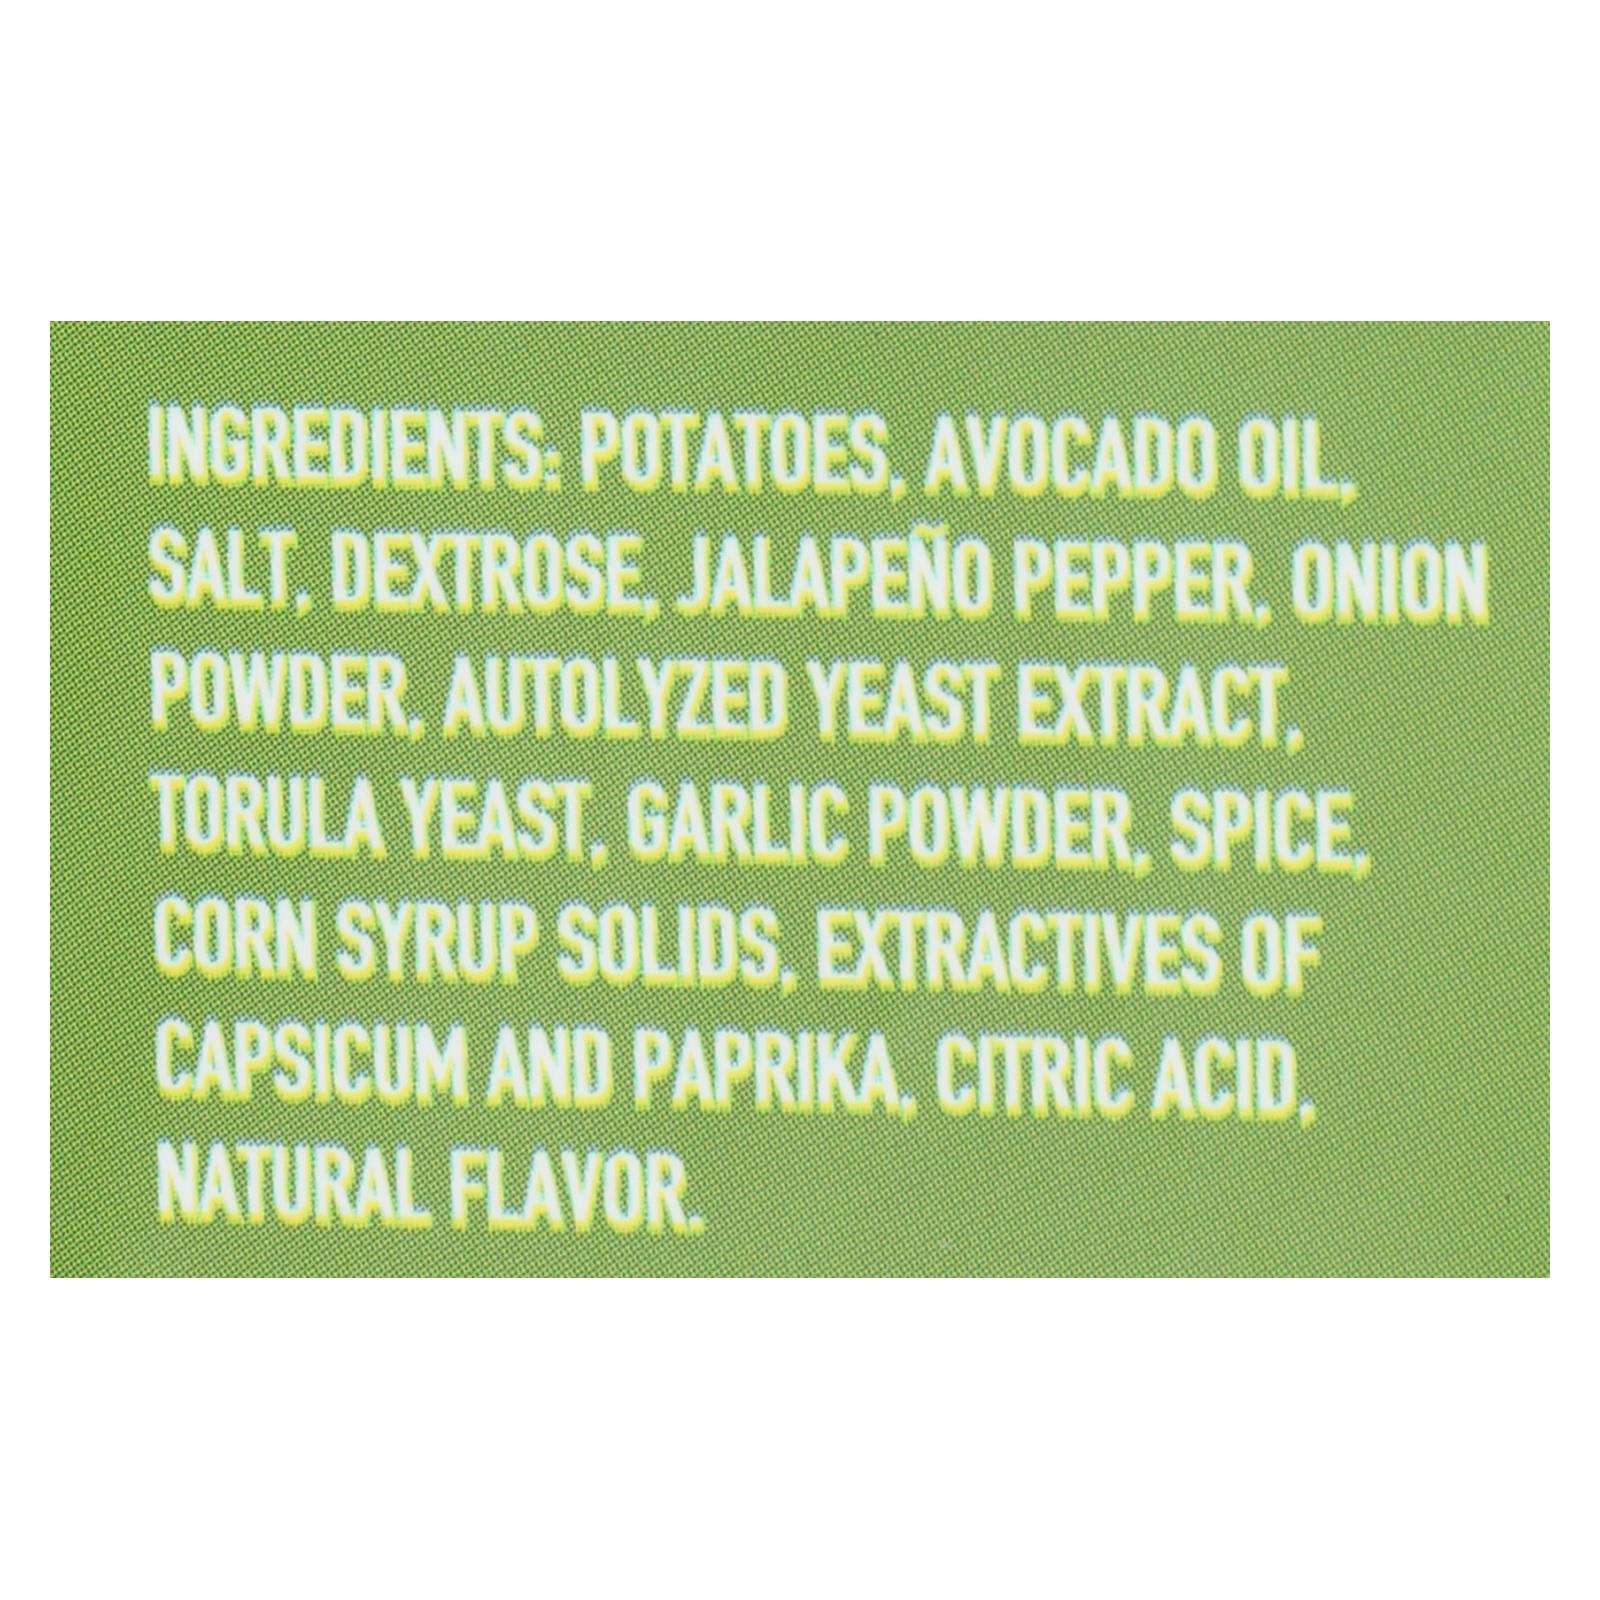 INGREDIENTS: POTATOES, AVOCADO OIL,
SALT, DEXTROSE, JALAPEÑO PEPPER, ONION
POWDER, AUTOLYZED YEAST EXTRACT,
TORULA YEAST, GARLIC POWDER, SPICE,
CORN SYRUP SOLIDS, EXTRACTIVES OF
CAPSICUM AND PAPRIKA, CITRIC ACID,
NATURAL FLAVOR.